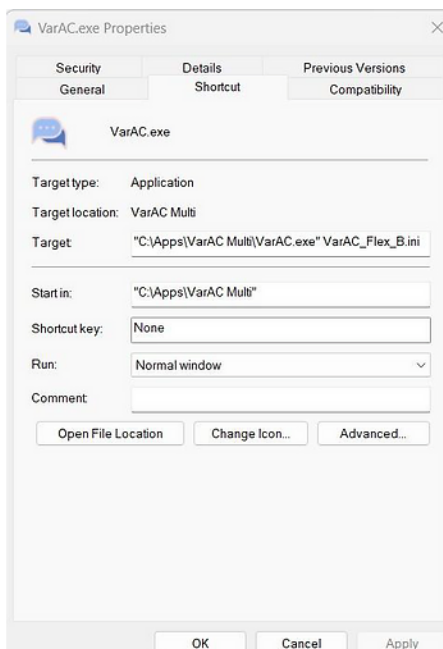 VarAC.exe Properties
Security Details Previous Versions
General Shortcut Compatibility
VarAC.exe
Target type: Application
Target location: VarAC Multi
Target: "C:\Apps\VarAC Multi\VarAC.exe" VarAC_Flex_B.ini
Start in: "C:\Apps\VarAC Multi"
Shortcut key: None
Run: Normal window
Comment:
Open File Location Change Icon... Advanced...
OK Cancel Apply